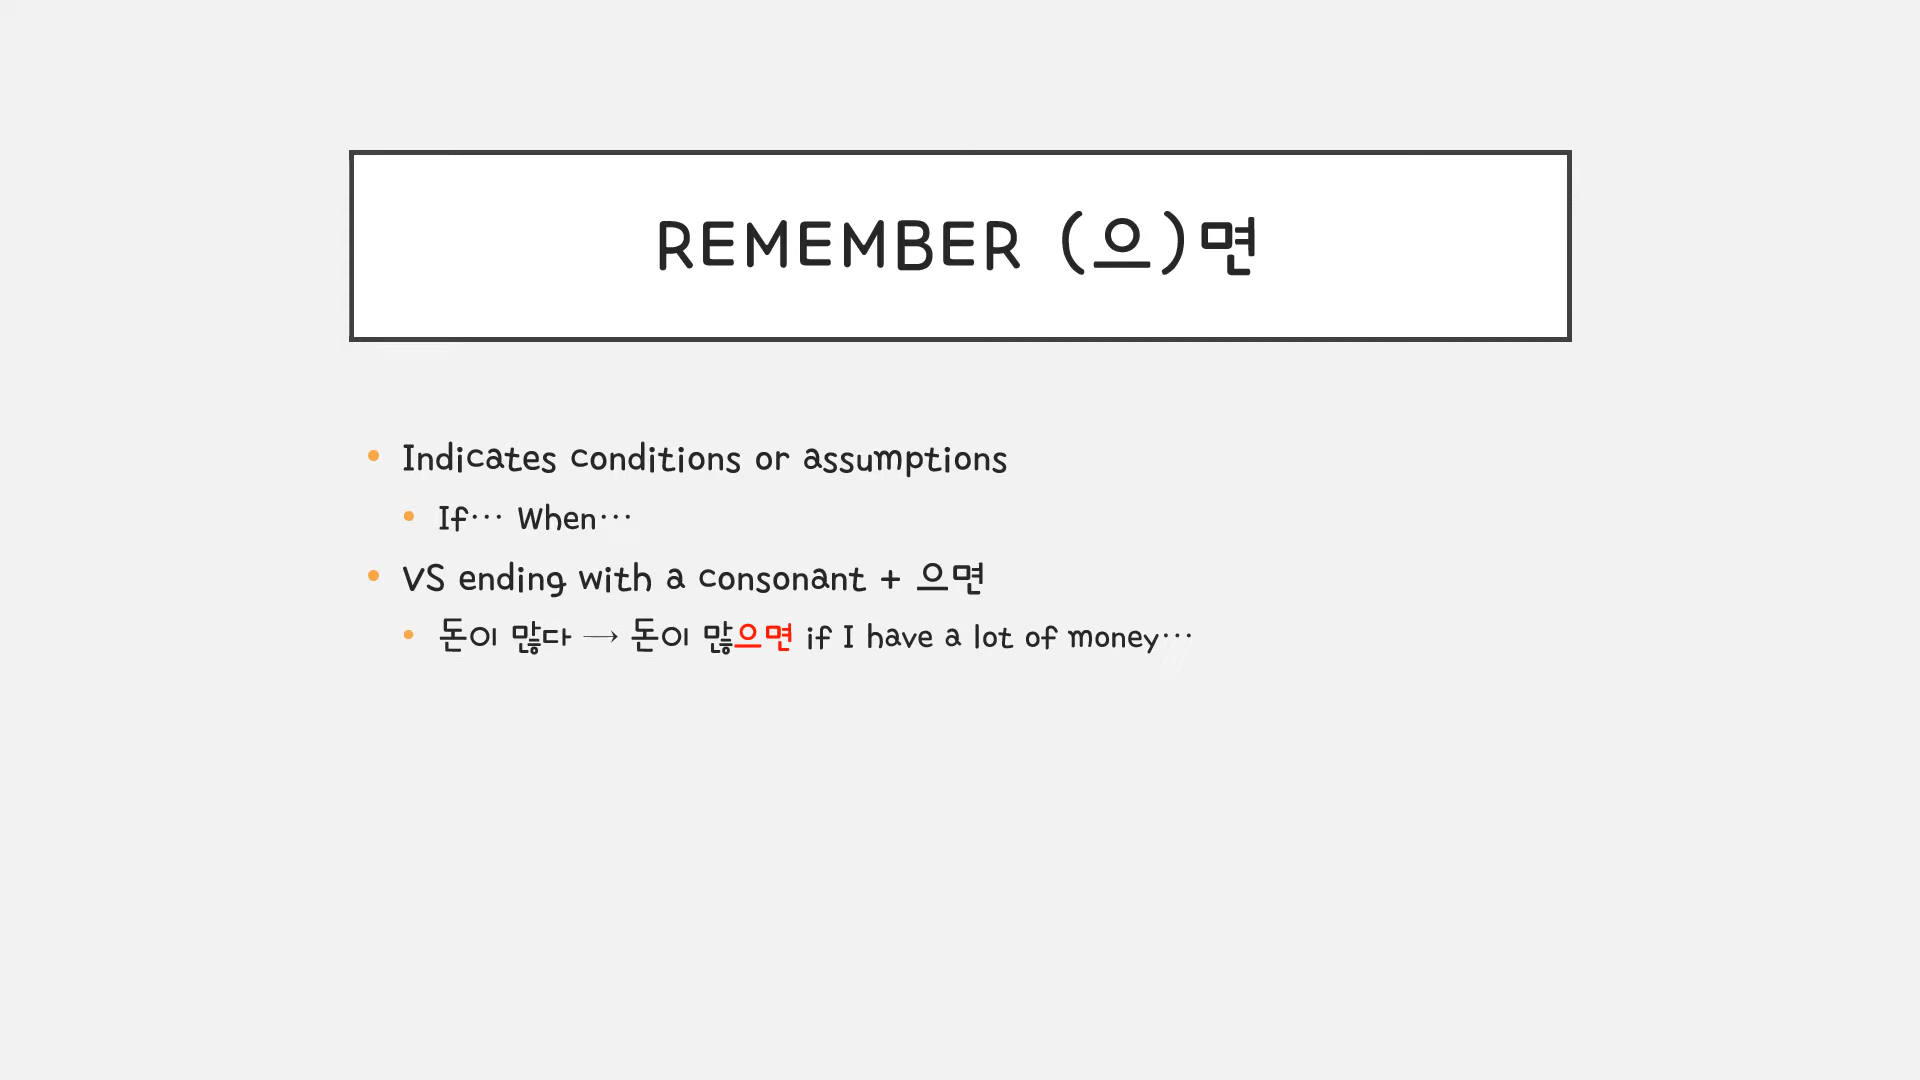 REMEMBER (으)면
• Indicates conditions or assumptions
• If… When…
• VS ending with a consonant + 으면
• 돈이 많다 → 돈이 많으면 if I have a lot of money…